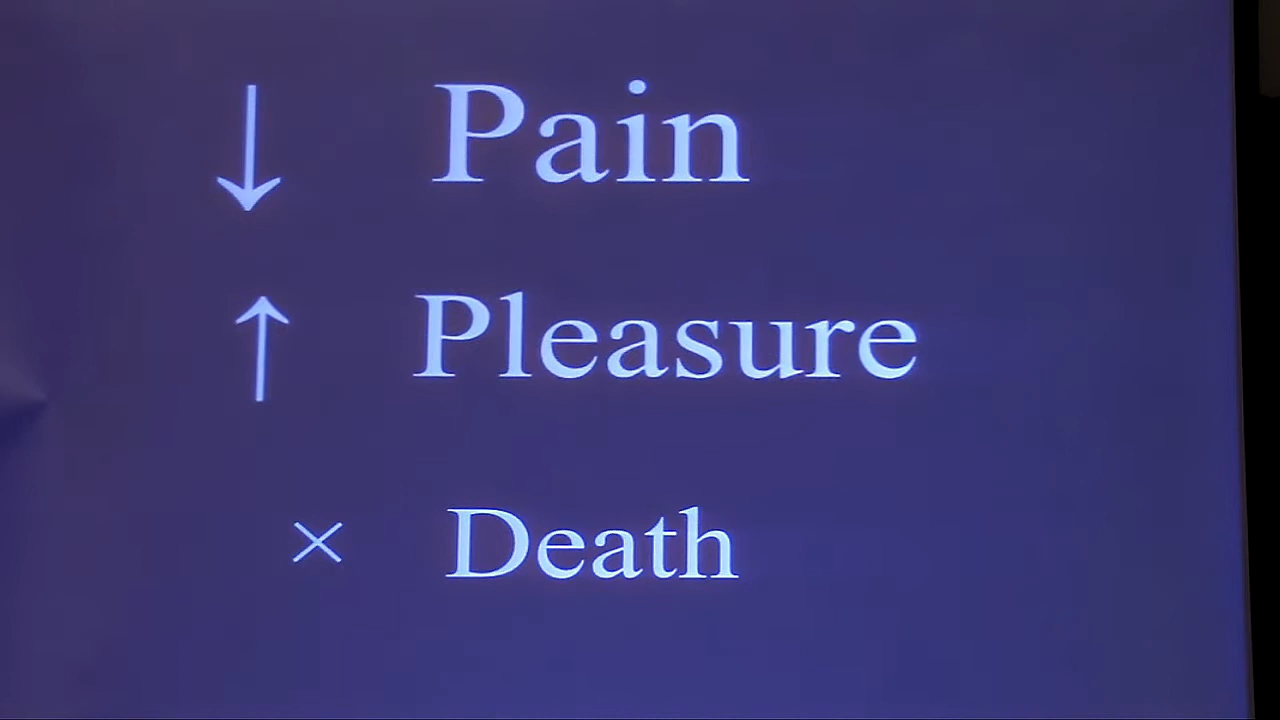 ↓ Pain
↑ Pleasure
× Death